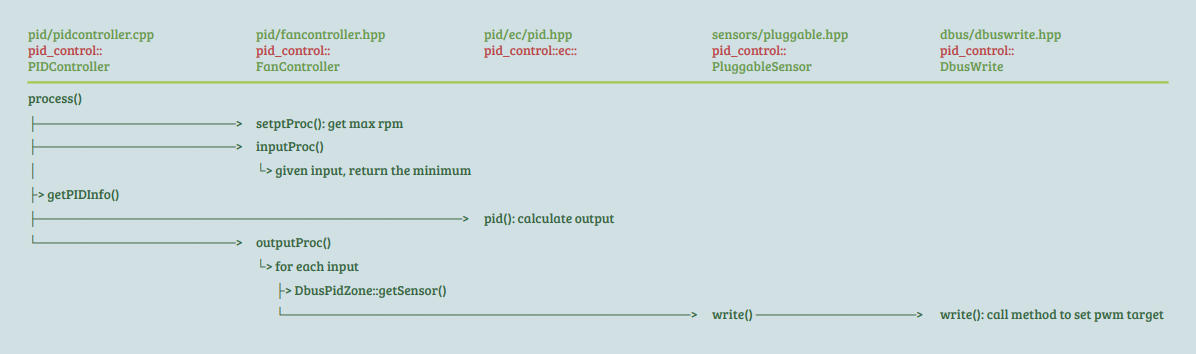 pid/pidcontroller.cpp pid/fancontroller.hpp pid/ec/pid.hpp sensors/pluggable.hpp dbus/dbuswrite.hpp
pid_control:: pid_control:: pid_control::ec:: pid_control:: pid_control::
PIDController FanController PluggableSensor DbusWrite
process()
setptProc(): get max rpm
inputProc()
given input, return the minimum
getPIDInfo()
pid(): calculate output
outputProc()
for each input
DbusPidZone::getSensor()
write() write(): call method to set pwm target